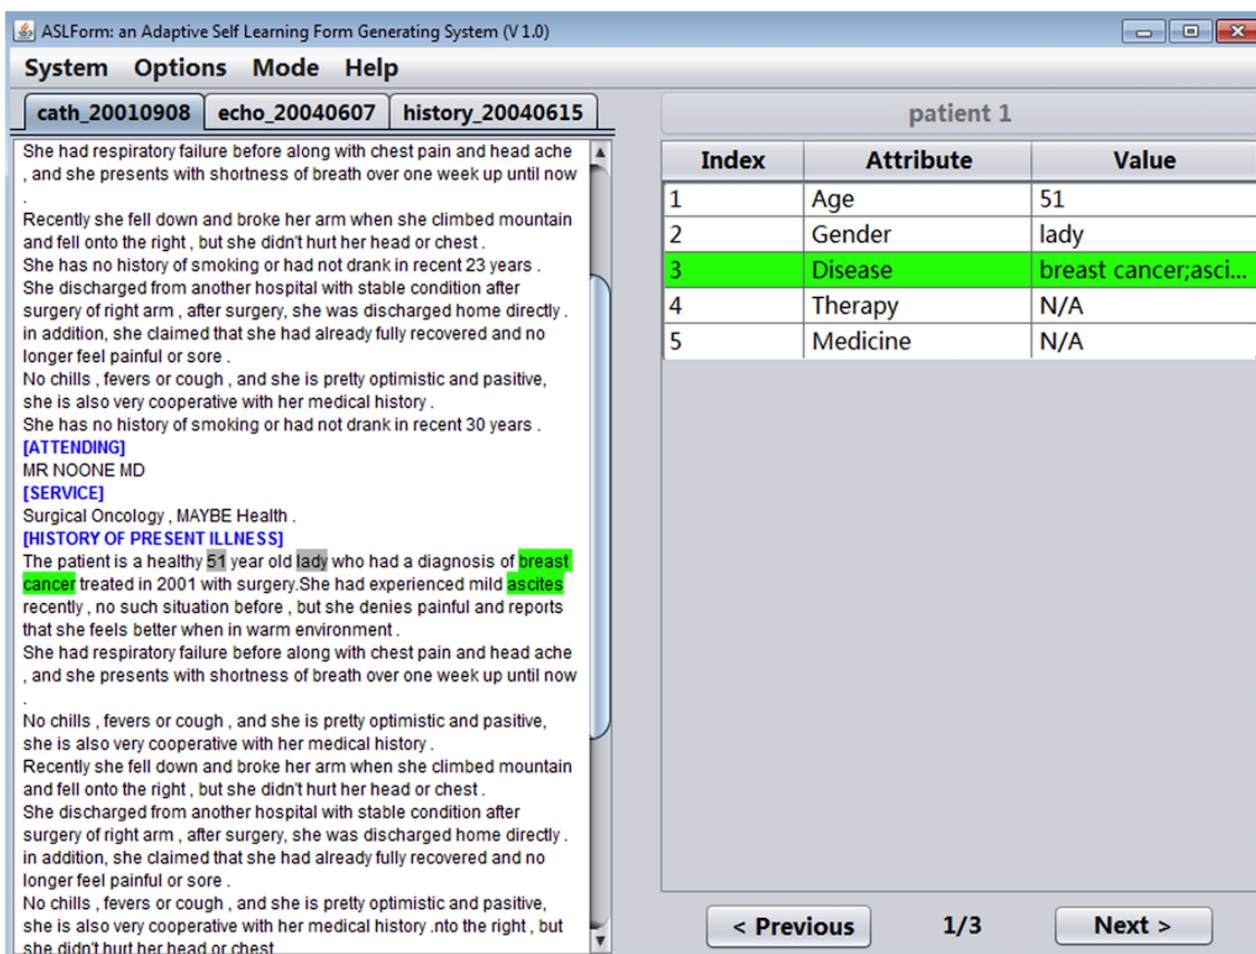 ASLForm: an Adaptive Self Learning Form Generating System (V 1.0)
System Options Mode Help
cath_20010908 echo_20040607 history_20040615
She had respiratory failure before along with chest pain and head ache
, and she presents with shortness of breath over one week up until now
.
Recently she fell down and broke her arm when she climbed mountain
and fell onto the right , but she didn't hurt her head or chest .
She has no history of smoking or had not drank in recent 23 years .
She discharged from another hospital with stable condition after
surgery of right arm , after surgery, she was discharged home directly .
in addition, she claimed that she had already fully recovered and no
longer feel painful or sore .
No chills , fevers or cough , and she is pretty optimistic and pasitive,
she is also very cooperative with her medical history .
She has no history of smoking or had not drank in recent 30 years .
[ATTENDING]
MR NOONE MD
[SERVICE]
Surgical Oncology , MAYBE Health .
[HISTORY OF PRESENT ILLNESS]
The patient is a healthy 51 year old lady who had a diagnosis of breast
cancer treated in 2001 with surgery.She had experienced mild ascites
recently , no such situation before , but she denies painful and reports
that she feels better when in warm environment .
She had respiratory failure before along with chest pain and head ache
, and she presents with shortness of breath over one week up until now
.
No chills , fevers or cough , and she is pretty optimistic and pasitive,
she is also very cooperative with her medical history .
Recently she fell down and broke her arm when she climbed mountain
and fell onto the right , but she didn't hurt her head or chest .
She discharged from another hospital with stable condition after
surgery of right arm , after surgery, she was discharged home directly .
in addition, she claimed that she had already fully recovered and no
longer feel painful or sore .
No chills , fevers or cough , and she is pretty optimistic and pasitive,
she is also very cooperative with her medical history .nto the right , but
she didn't hurt her head or chest
patient 1
Index Attribute Value
1 Age 51
2 Gender lady
3 Disease breast cancer;asci...
4 Therapy N/A
5 Medicine N/A
< Previous 1/3 Next >